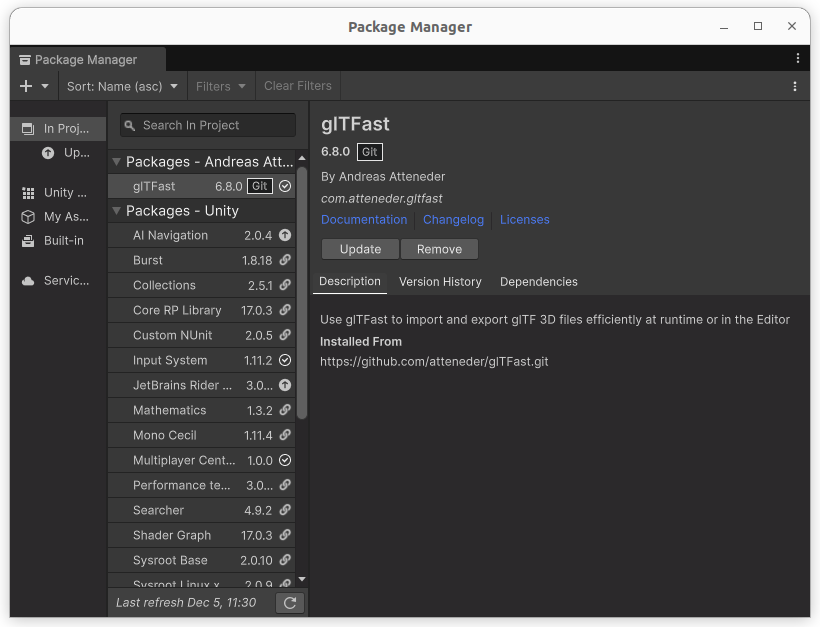 Package Manager
Package Manager
Sort: Name (asc) Filters Clear Filters
In Proj...
Up...
Unity ...
My As...
Built-in
Servic...
Search In Project
Packages - Andreas Att...
glTFast 6.8.0 Git
Packages - Unity
AI Navigation 2.0.4
Burst 1.8.18
Collections 2.5.1
Core RP Library 17.0.3
Custom NUnit 2.0.5
Input System 1.11.2
JetBrains Rider ... 3.0...
Mathematics 1.3.2
Mono Cecil 1.11.4
Multiplayer Cent... 1.0.0
Performance te... 3.0...
Searcher 4.9.2
Shader Graph 17.0.3
Sysroot Base 2.0.10
Sysroot Linux x 2.0.9
Last refresh Dec 5, 11:30
glTFast
6.8.0 Git
By Andreas Atteneder
com.atteneder.gltfast
Documentation Changelog Licenses
Update Remove
Description Version History Dependencies
Use glTFast to import and export glTF 3D files efficiently at runtime or in the Editor
Installed From
https://github.com/atteneder/glTFast.git